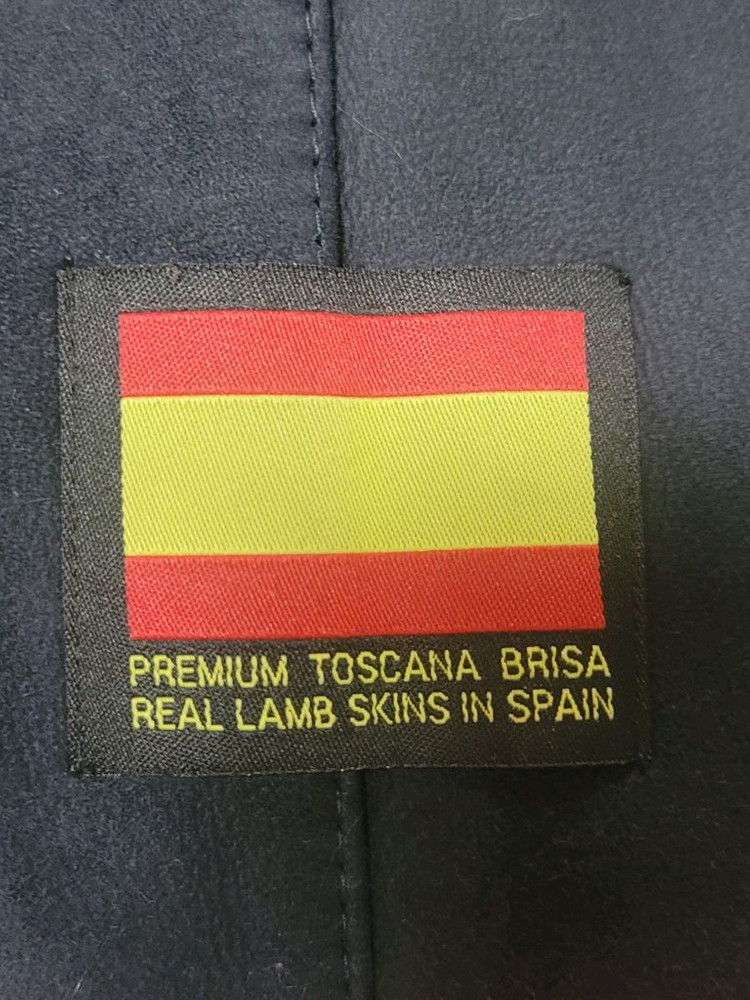 PREMIUM TOSCANA BRISA
REAL LAMB SKINS IN SPAIN